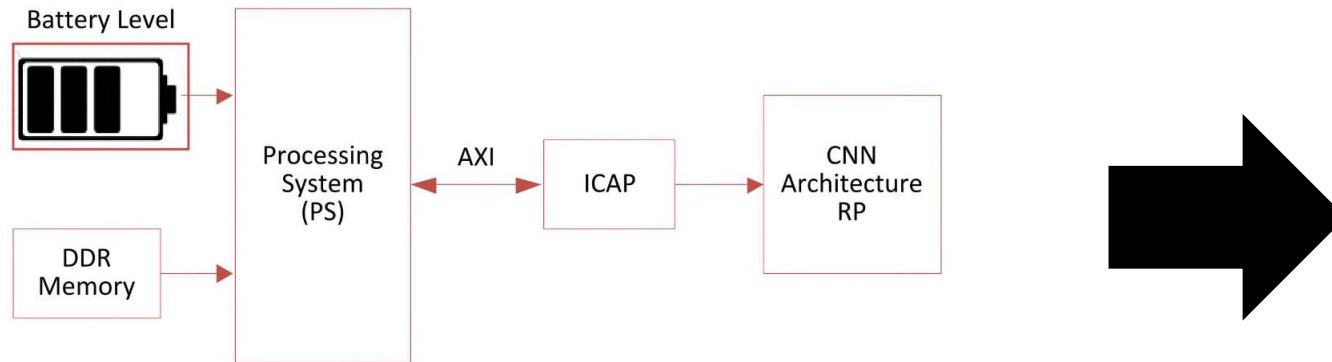 Battery Level
Processing
System
(PS)
DDR
Memory
AXI
ICAP
CNN
Architecture
RP